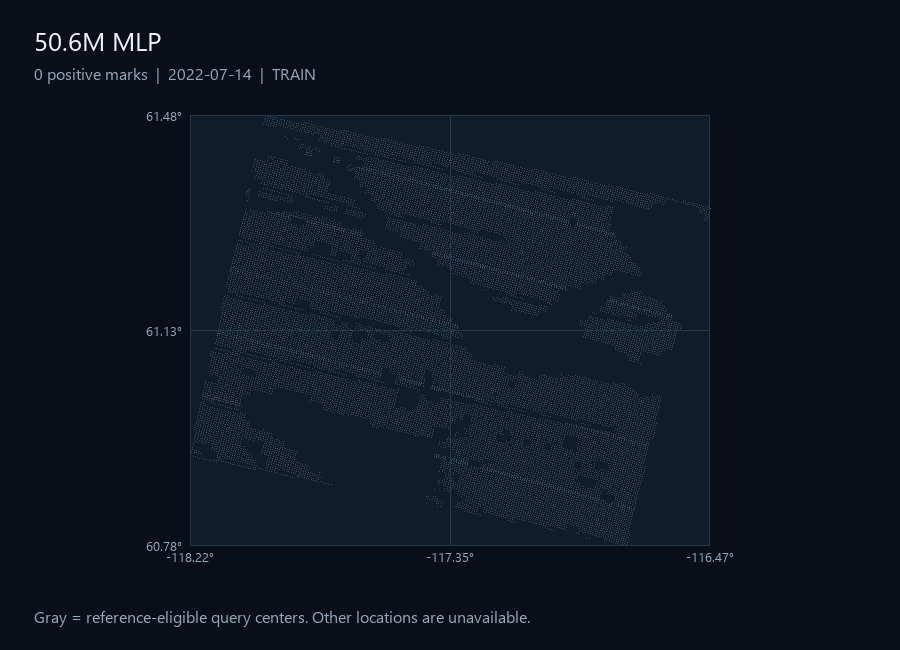 50.6M MLP
0 positive marks | 2022-07-14 | TRAIN
61.48°
61.13°
60.78°
-118.22°
-117.35°
-116.47°
Gray = reference-eligible query centers. Other locations are unavailable.